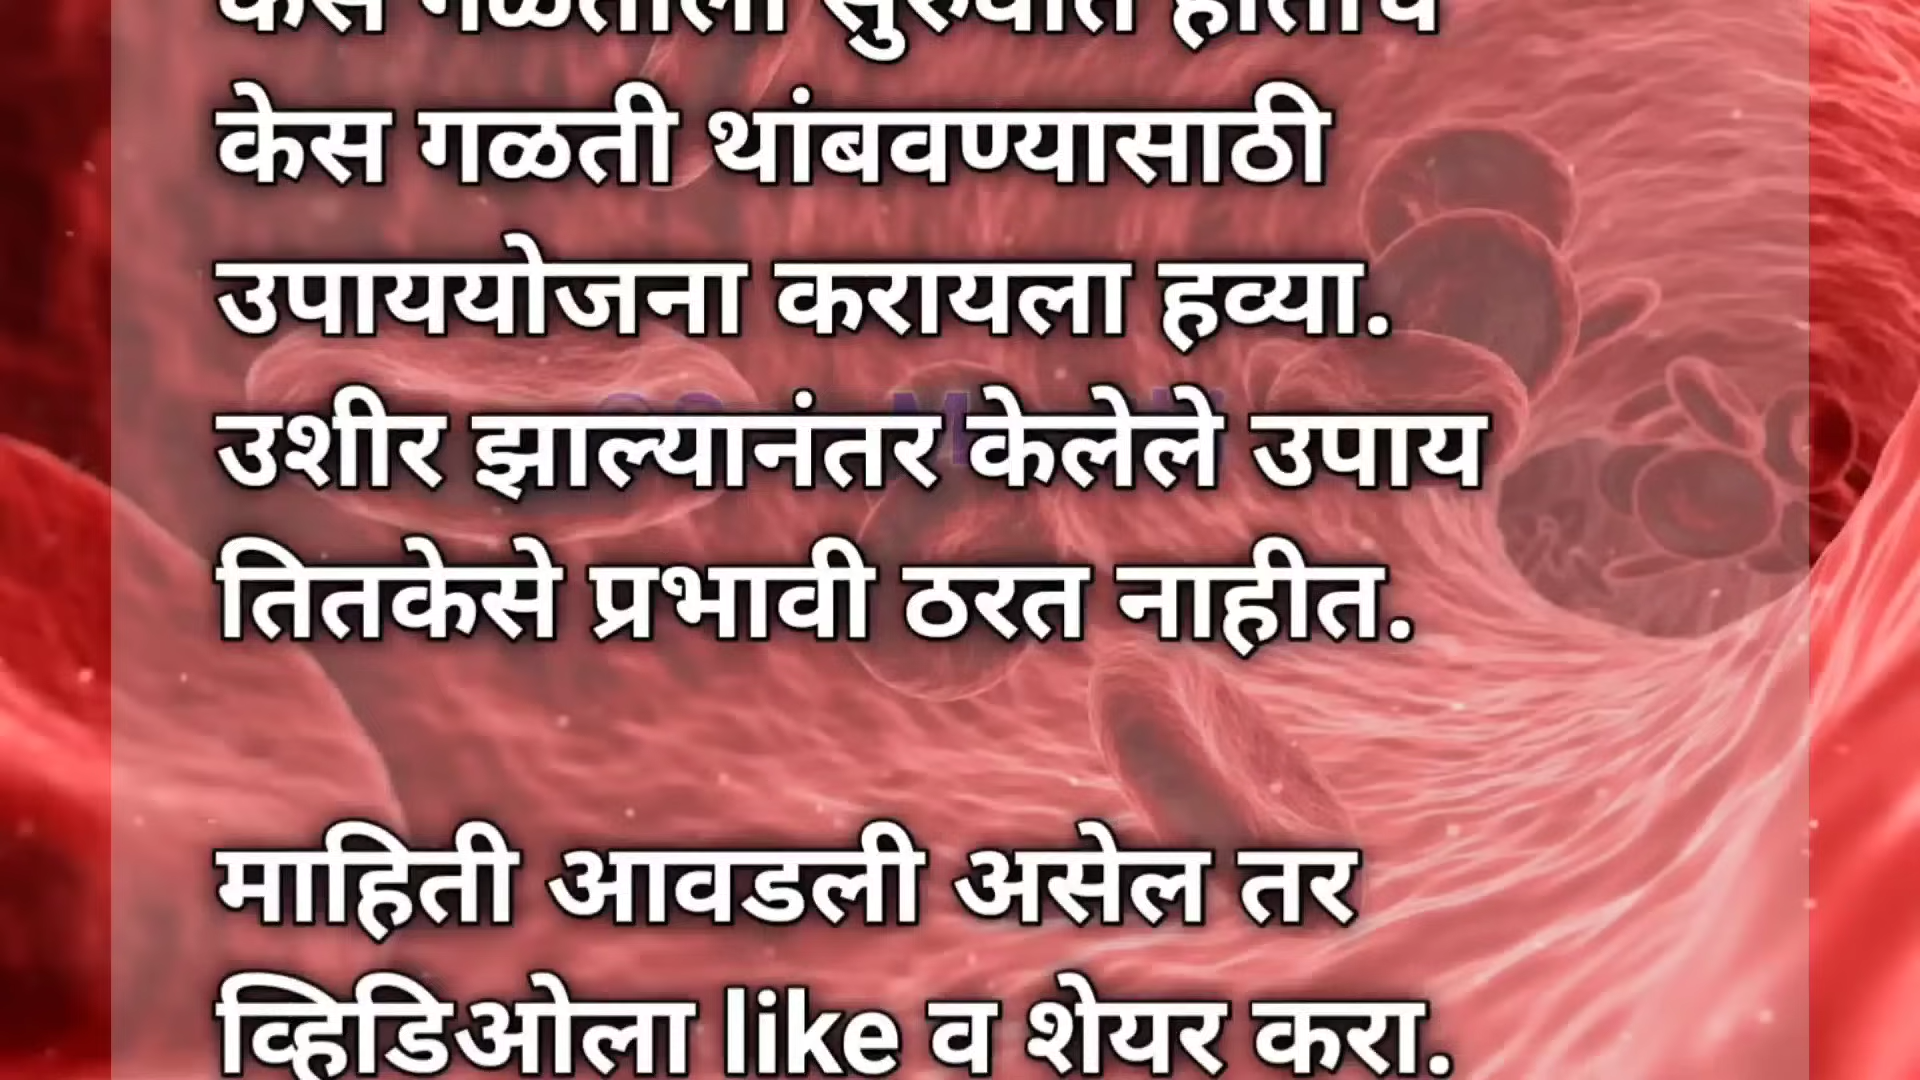 केस गळतीला सुरुवात होताच
केस गळती थांबवण्यासाठी
उपाययोजना करायला हव्या.
उशीर झाल्यानंतर केलेले उपाय
तितकेसे प्रभावी ठरत नाहीत.
माहिती आवडली असेल तर
व्हिडिओला like व शेयर करा.